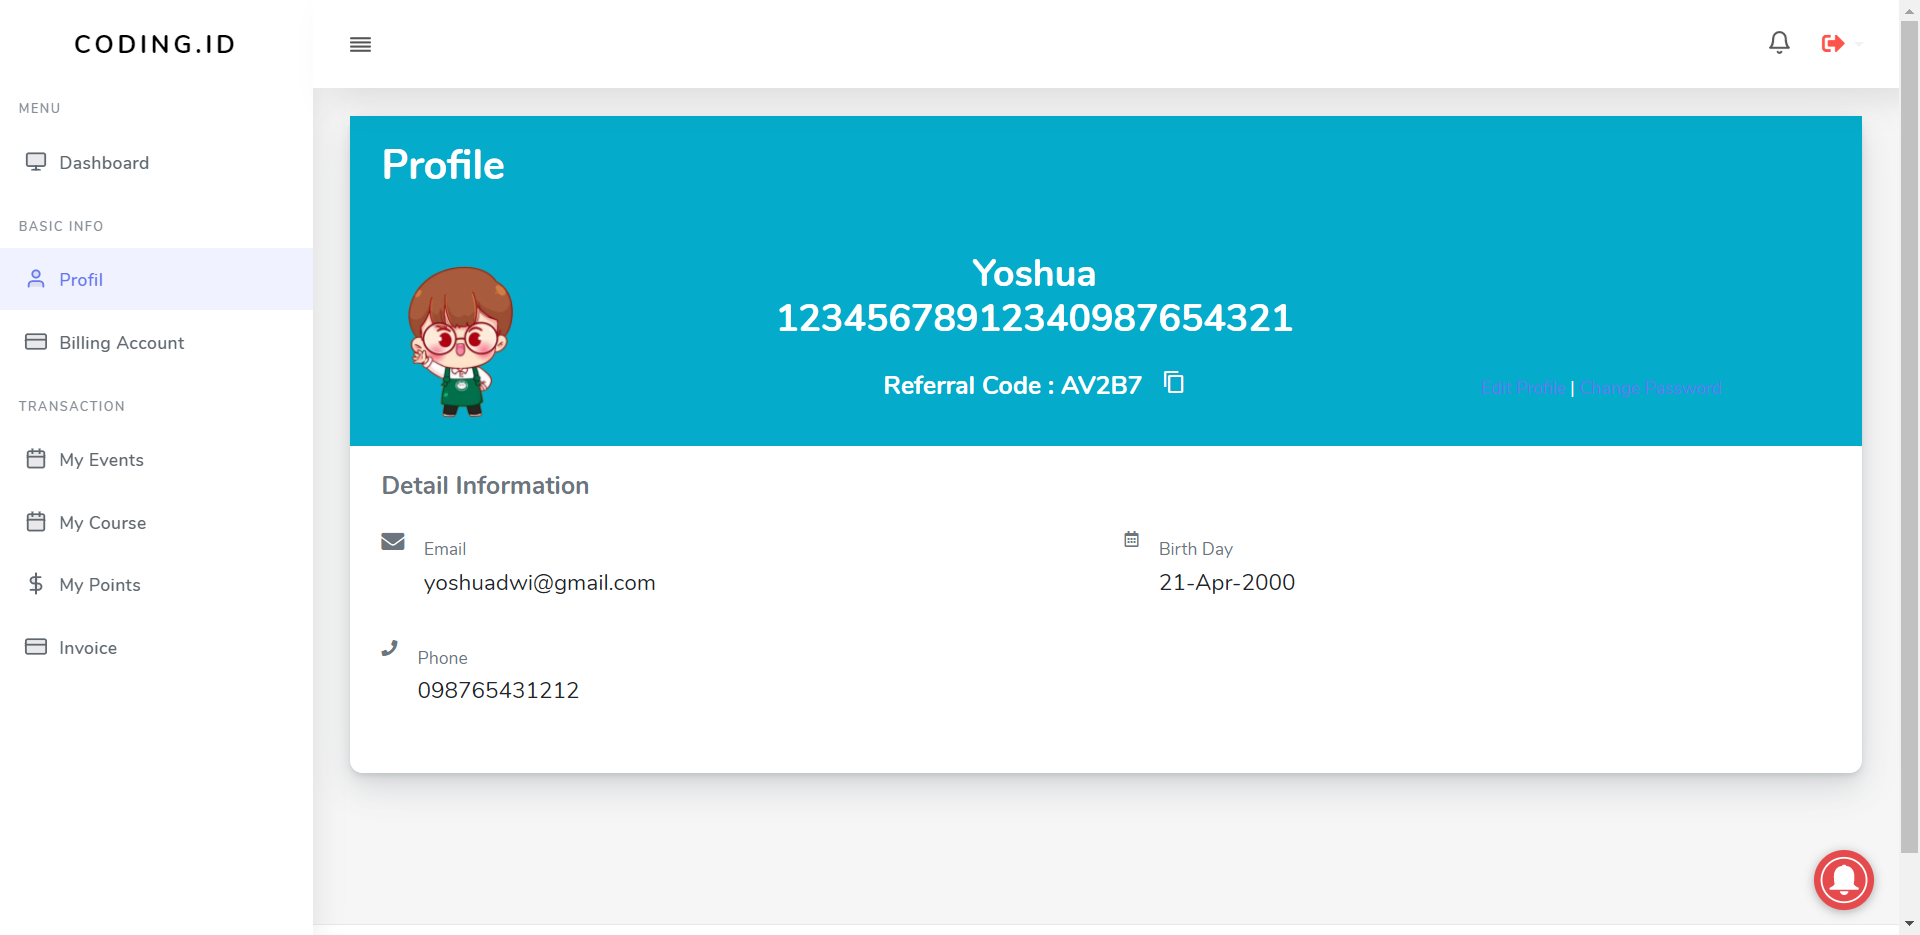 CODING.ID
MENU
Dashboard
BASIC INFO
Profil
Billing Account
TRANSACTION
My Events
My Course
My Points
Invoice
Profile
Yoshua
12345678912340987654321
Referral Code : AV2B7
Edit Profile | Change Password
Detail Information
Email
yoshuadwi@gmail.com
Birth Day
21-Apr-2000
Phone
098765431212